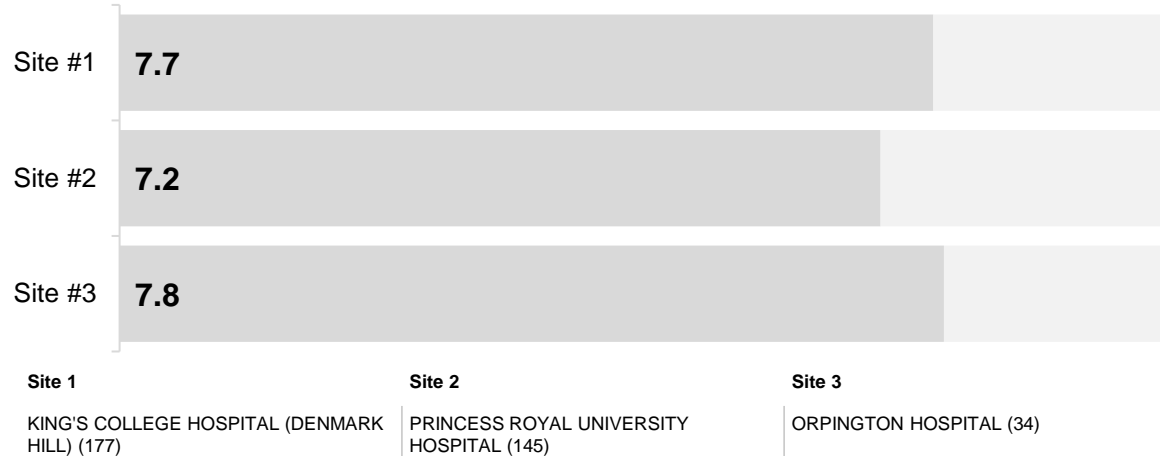 Site #1 7.7
Site #2 7.2
Site #3 7.8
Site 1
KING'S COLLEGE HOSPITAL (DENMARK
HILL) (177)
Site 2
PRINCESS ROYAL UNIVERSITY
HOSPITAL (145)
Site 3
ORPINGTON HOSPITAL (34)